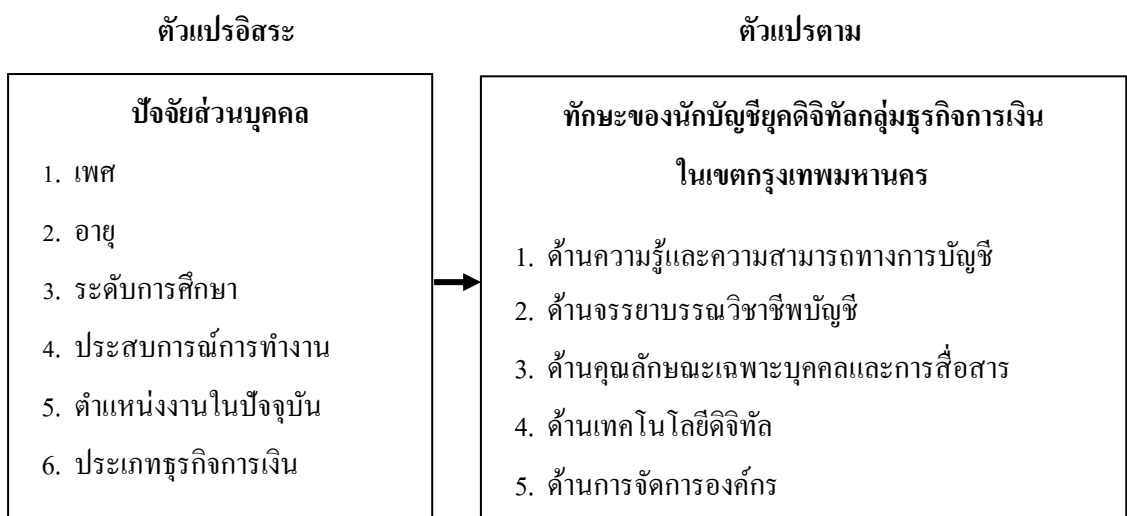 ตัวแปรอิสระ
ตัวแปรตาม
ปัจจัยส่วนบุคคล
1. เพศ
2. อายุ
3. ระดับการศึกษา
4. ประสบการณ์การทำงาน
5. ตำแหน่งงานในปัจจุบัน
6. ประเภทธุรกิจการเงิน
ทักษะของนักบัญชียุคดิจิทัลกลุ่มธุรกิจการเงิน
ในเขตกรุงเทพมหานคร
1. ด้านความรู้และความสามารถทางการบัญชี
2. ด้านจรรยาบรรณวิชาชีพบัญชี
3. ด้านคุณลักษณะเฉพาะบุคคลและการสื่อสาร
4. ด้านเทคโนโลยีดิจิทัล
5. ด้านการจัดการองค์กร